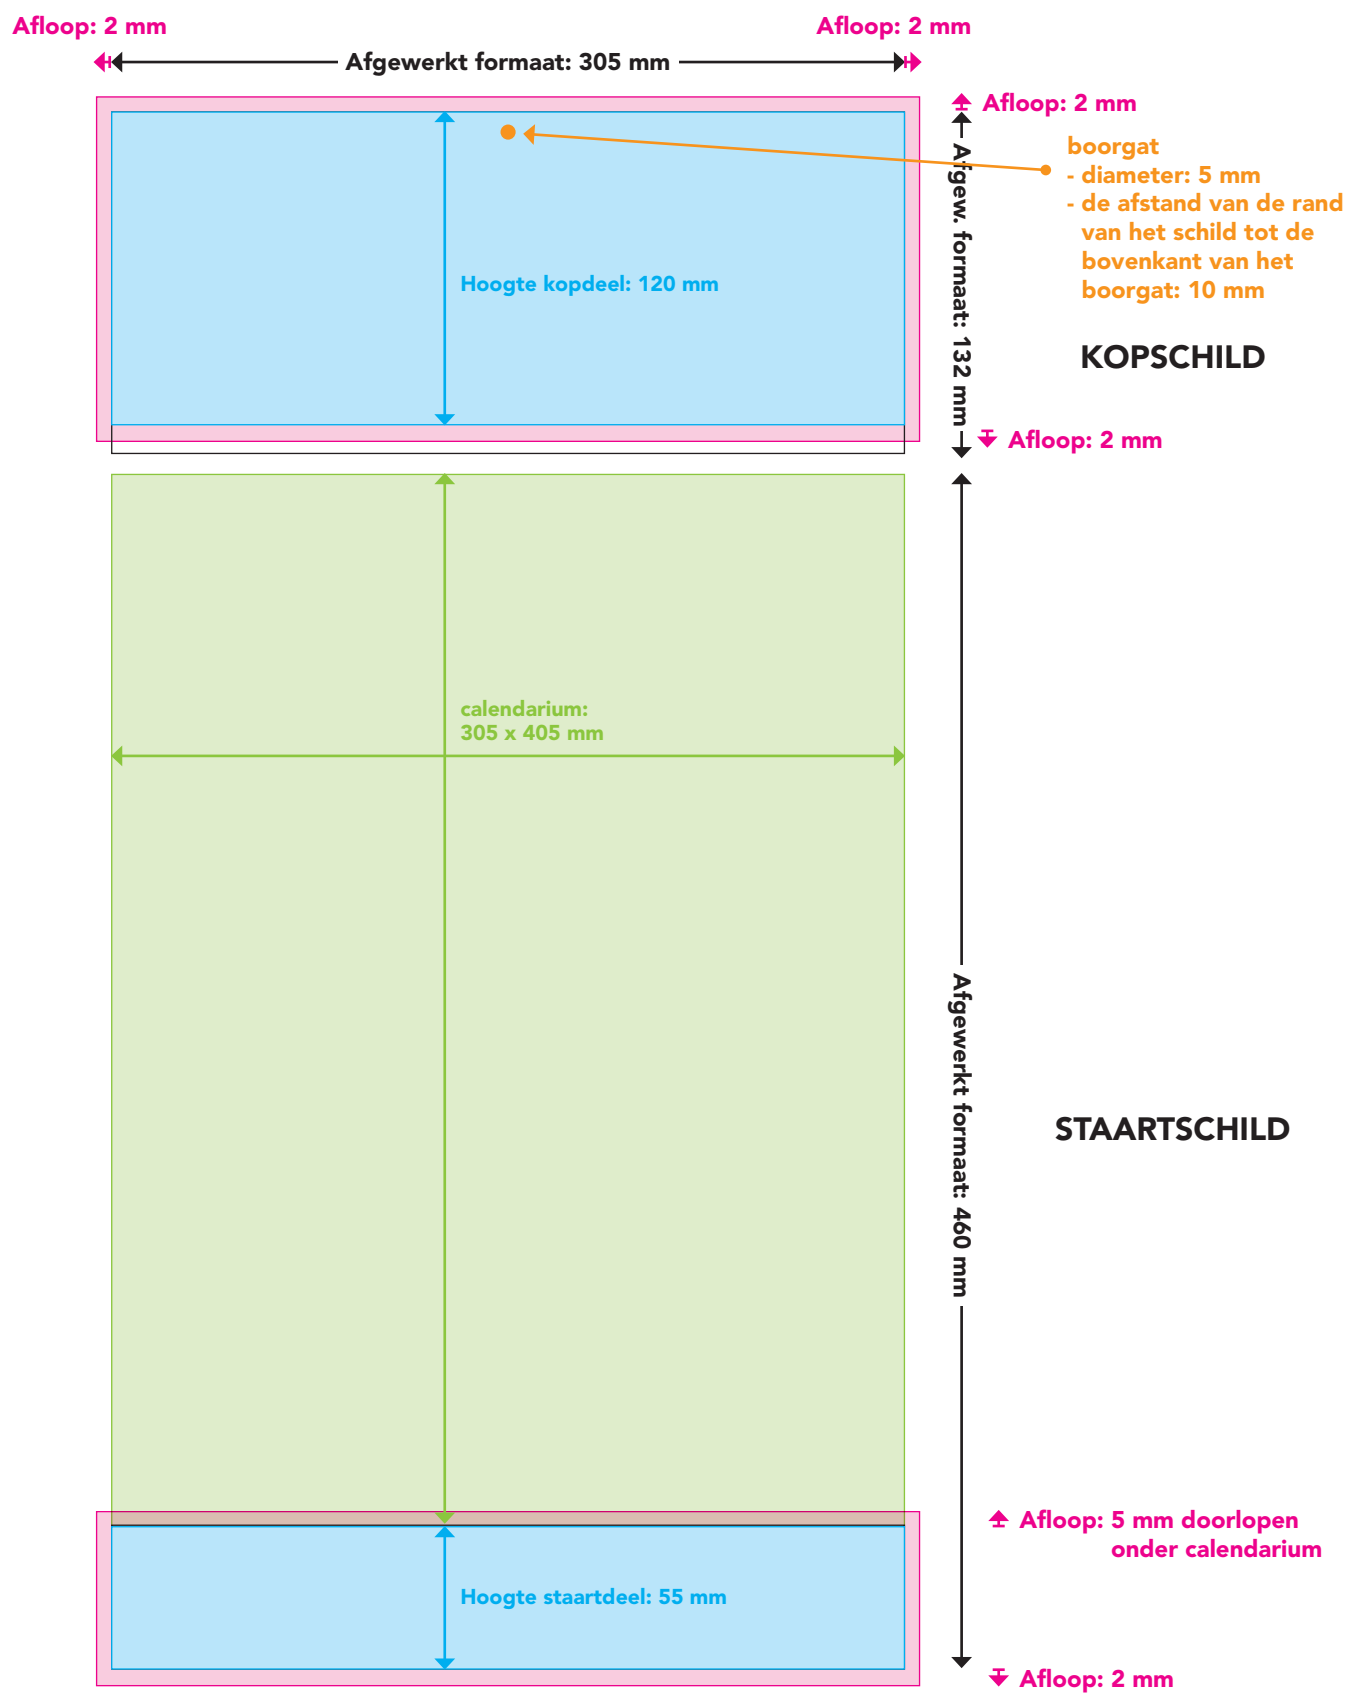 Afloop: 2 mm
Afloop: 2 mm
Afgewerkt formaat: 305 mm
Afloop: 2 mm
boorgat
- diameter: 5 mm
- de afstand van de rand
van het schild tot de
bovenkant van het
boorgat: 10 mm
Afgew. formaat: 132 mm
Hoogte kopdeel: 120 mm
KOPSCHILD
Afloop: 2 mm
calendarium:
305 x 405 mm
Afgewerkt formaat: 460 mm
STAARTSCHILD
Afloop: 5 mm doorlopen
onder calendarium
Hoogte staartdeel: 55 mm
Afloop: 2 mm